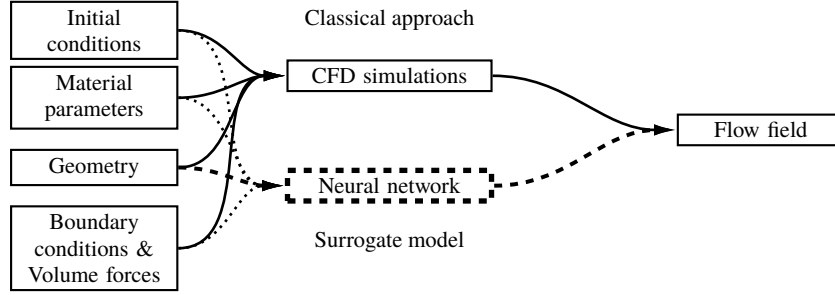 Initial
conditions
Classical approach
Material
parameters
CFD simulations
Flow field
Geometry
Neural network
Boundary
conditions &
Volume forces
Surrogate model